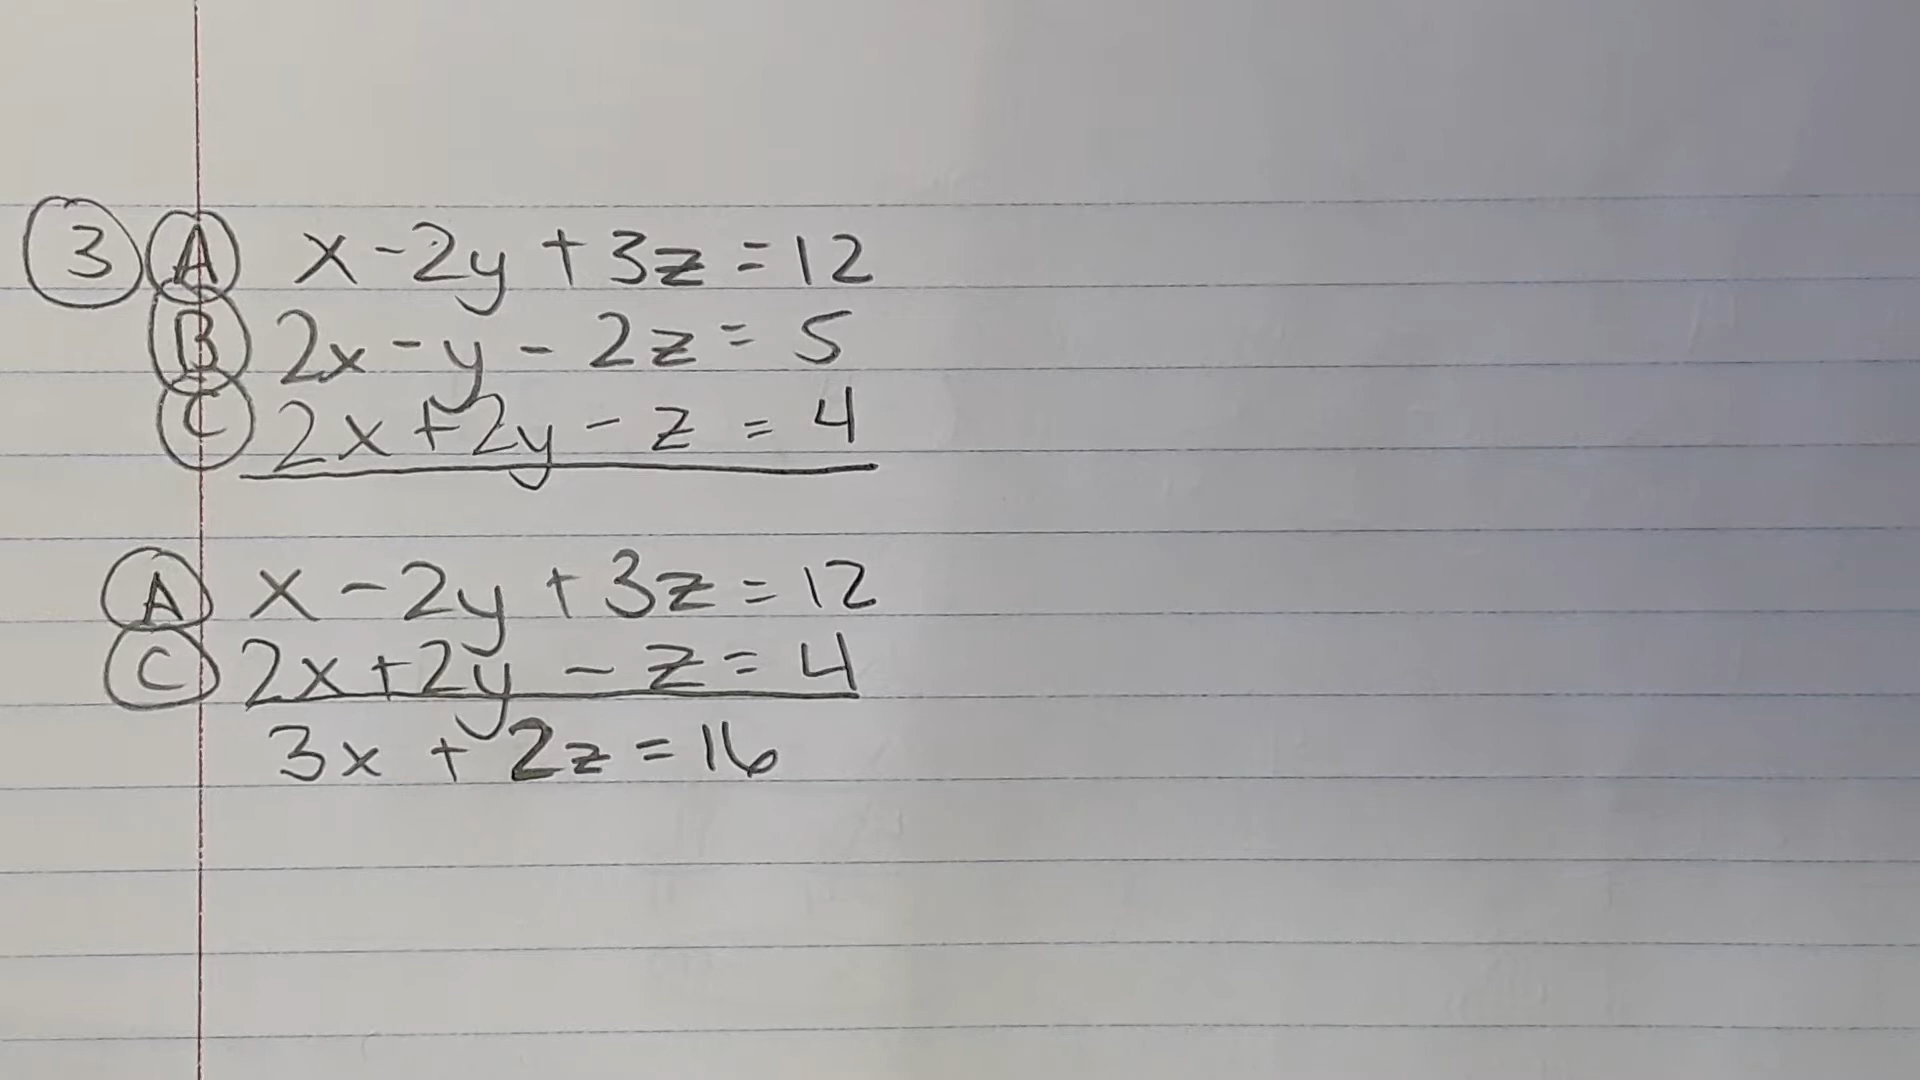 3 A x - 2y + 3z = 12
B 2x - y - 2z = 5
C 2x + 2y - z = 4
A x - 2y + 3z = 12
C 2x + 2y - z = 4
3x + 2z = 16